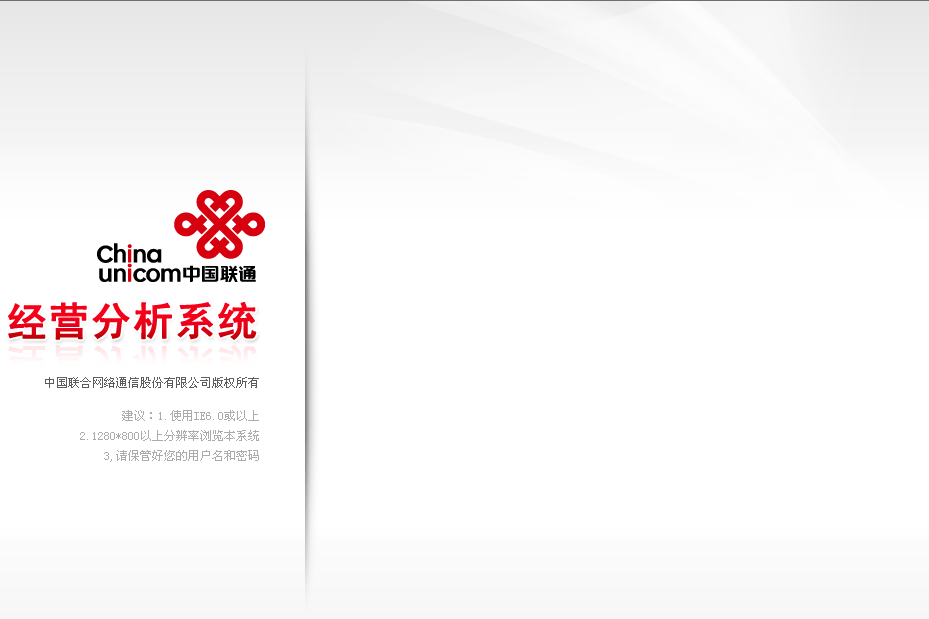 China
unicom中国联通
经营分析系统
中国联合网络通信股份有限公司版权所有
建议：1.使用IE6.0或以上
2.1280*800以上分辨率浏览本系统
3,请保管好您的用户名和密码